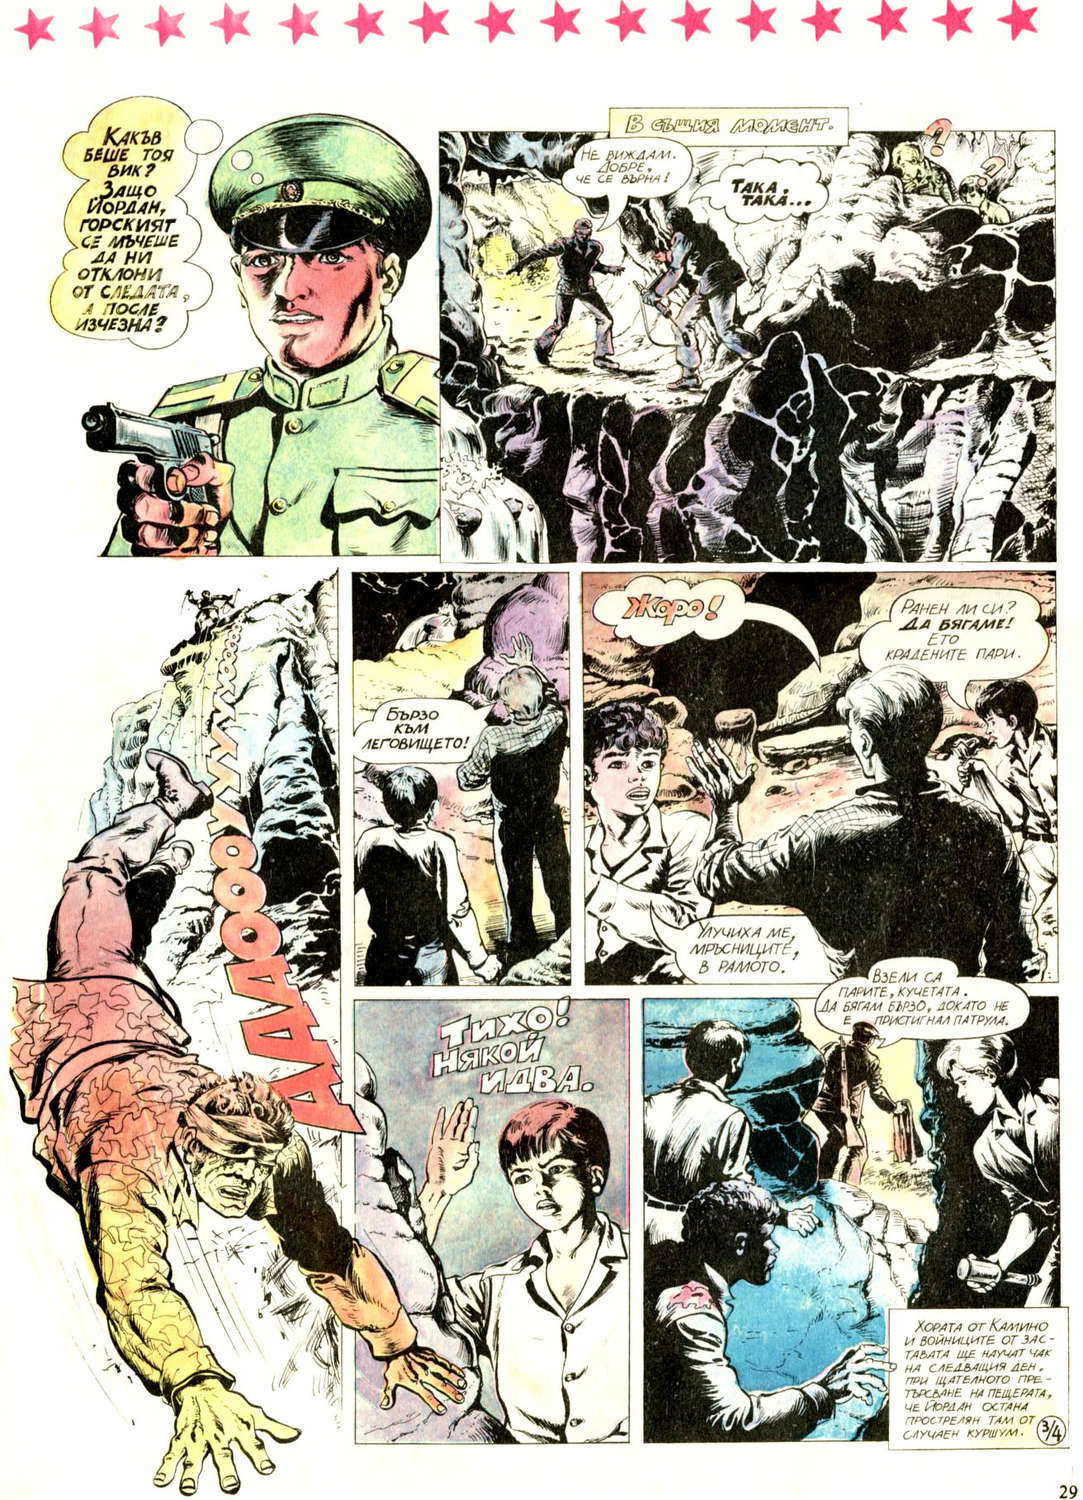 КАКЪВ
БЕШЕ ТОЯ
ВИК?
ЗАЩО
ЙОРДАН,
ГОРСКИЯТ
СЕ МЪЧЕШЕ
ДА НИ
ОТКЛОНИ
ОТ СЛЕДАТА,
А ПОСЛЕ
ИЗЧЕЗНА?
В СЪЩИЯ МОМЕНТ.
НЕ ВИЖДАМ.
ДОБРЕ,
ЧЕ СЕ ВЪРНА!
ТАКА,
ТАКА...
?
?
АДДОООУУУУХХХОООО
БЪРЗО
КЪМ
ЛЕГОВИЩЕТО!
ЖОРО!
РАНЕН ЛИ СИ?
ДА БЯГАМЕ!
ЕТО
КРАДЕНИТЕ ПАРИ.
УЛУЧИХА МЕ,
МРЪСНИЦИТЕ,
В РАМОТО.
ТИХО!
НЯКОЙ
ИДВА.
ВЗЕЛИ СА
ПАРИТЕ, КУЧЕТАТА.
ДА БЯГАМ БЪРЗО, ДОКАТО НЕ
Е ПРИСТИГНАЛ ПАТРУЛА.
ХОРАТА ОТ КАМИНО
И ВОЙНИЦИТЕ ОТ ЗАС-
ТАВАТА ЩЕ НАУЧАТ ЧАК
НА СЛЕДВАЩИЯ ДЕН,
ПРИ ЩАТЕЛНОТО ПРЕ-
ТЪРСВАНЕ НА ПЕЩЕРАТА,
ЧЕ ЙОРДАН ОСТАНА
ПРОСТРЕЛЯН ТАМ ОТ
СЛУЧАЕН КУРШУМ.
3/4
29